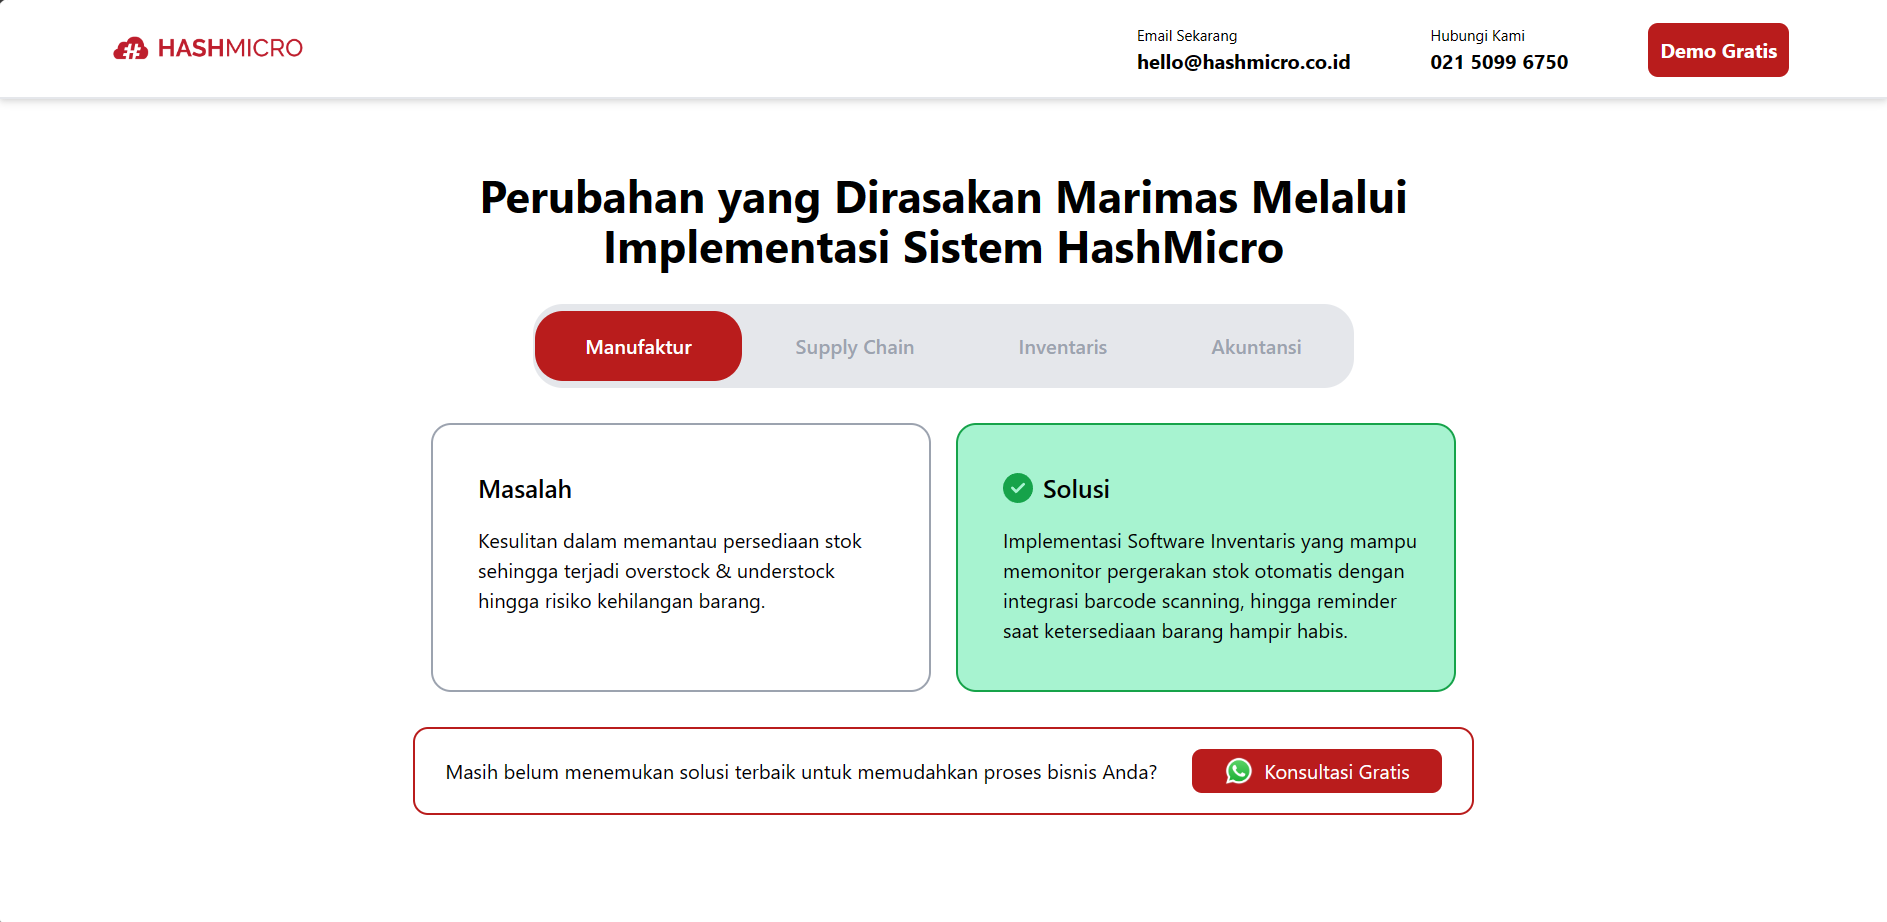 HASHMICRO
Email Sekarang
hello@hashmicro.co.id
Hubungi Kami
021 5099 6750
Demo Gratis
Perubahan yang Dirasakan Marimas Melalui
Implementasi Sistem HashMicro
Manufaktur
Supply Chain
Inventaris
Akuntansi
Masalah
Kesulitan dalam memantau persediaan stok
sehingga terjadi overstock & understock
hingga risiko kehilangan barang.
Solusi
Implementasi Software Inventaris yang mampu
memonitor pergerakan stok otomatis dengan
integrasi barcode scanning, hingga reminder
saat ketersediaan barang hampir habis.
Masih belum menemukan solusi terbaik untuk memudahkan proses bisnis Anda?
Konsultasi Gratis